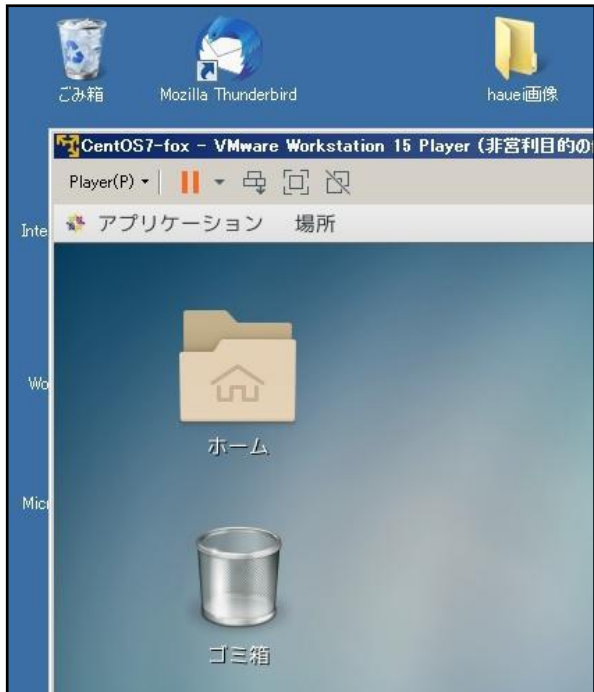 ごみ箱
Mozilla Thunderbird
hauei画像
CentOS7-fox - VMware Workstation 15 Player (非営利目的の
Player(P)
アプリケーション 場所
Inte
Wo
Micr
ホーム
ゴミ箱